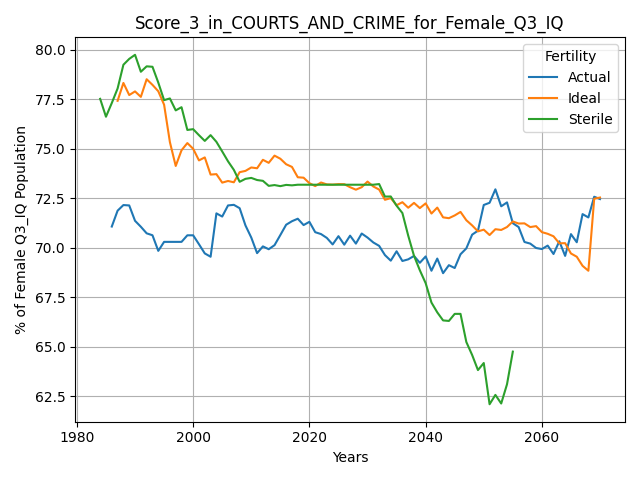 Score_3_in_COURTS_AND_CRIME_for_Female_Q3_IQ
% of Female Q3_IQ Population
80.0
77.5
75.0
72.5
70.0
67.5
65.0
62.5
Fertility
Actual
Ideal
Sterile
1980
2000
2020
2040
2060
Years